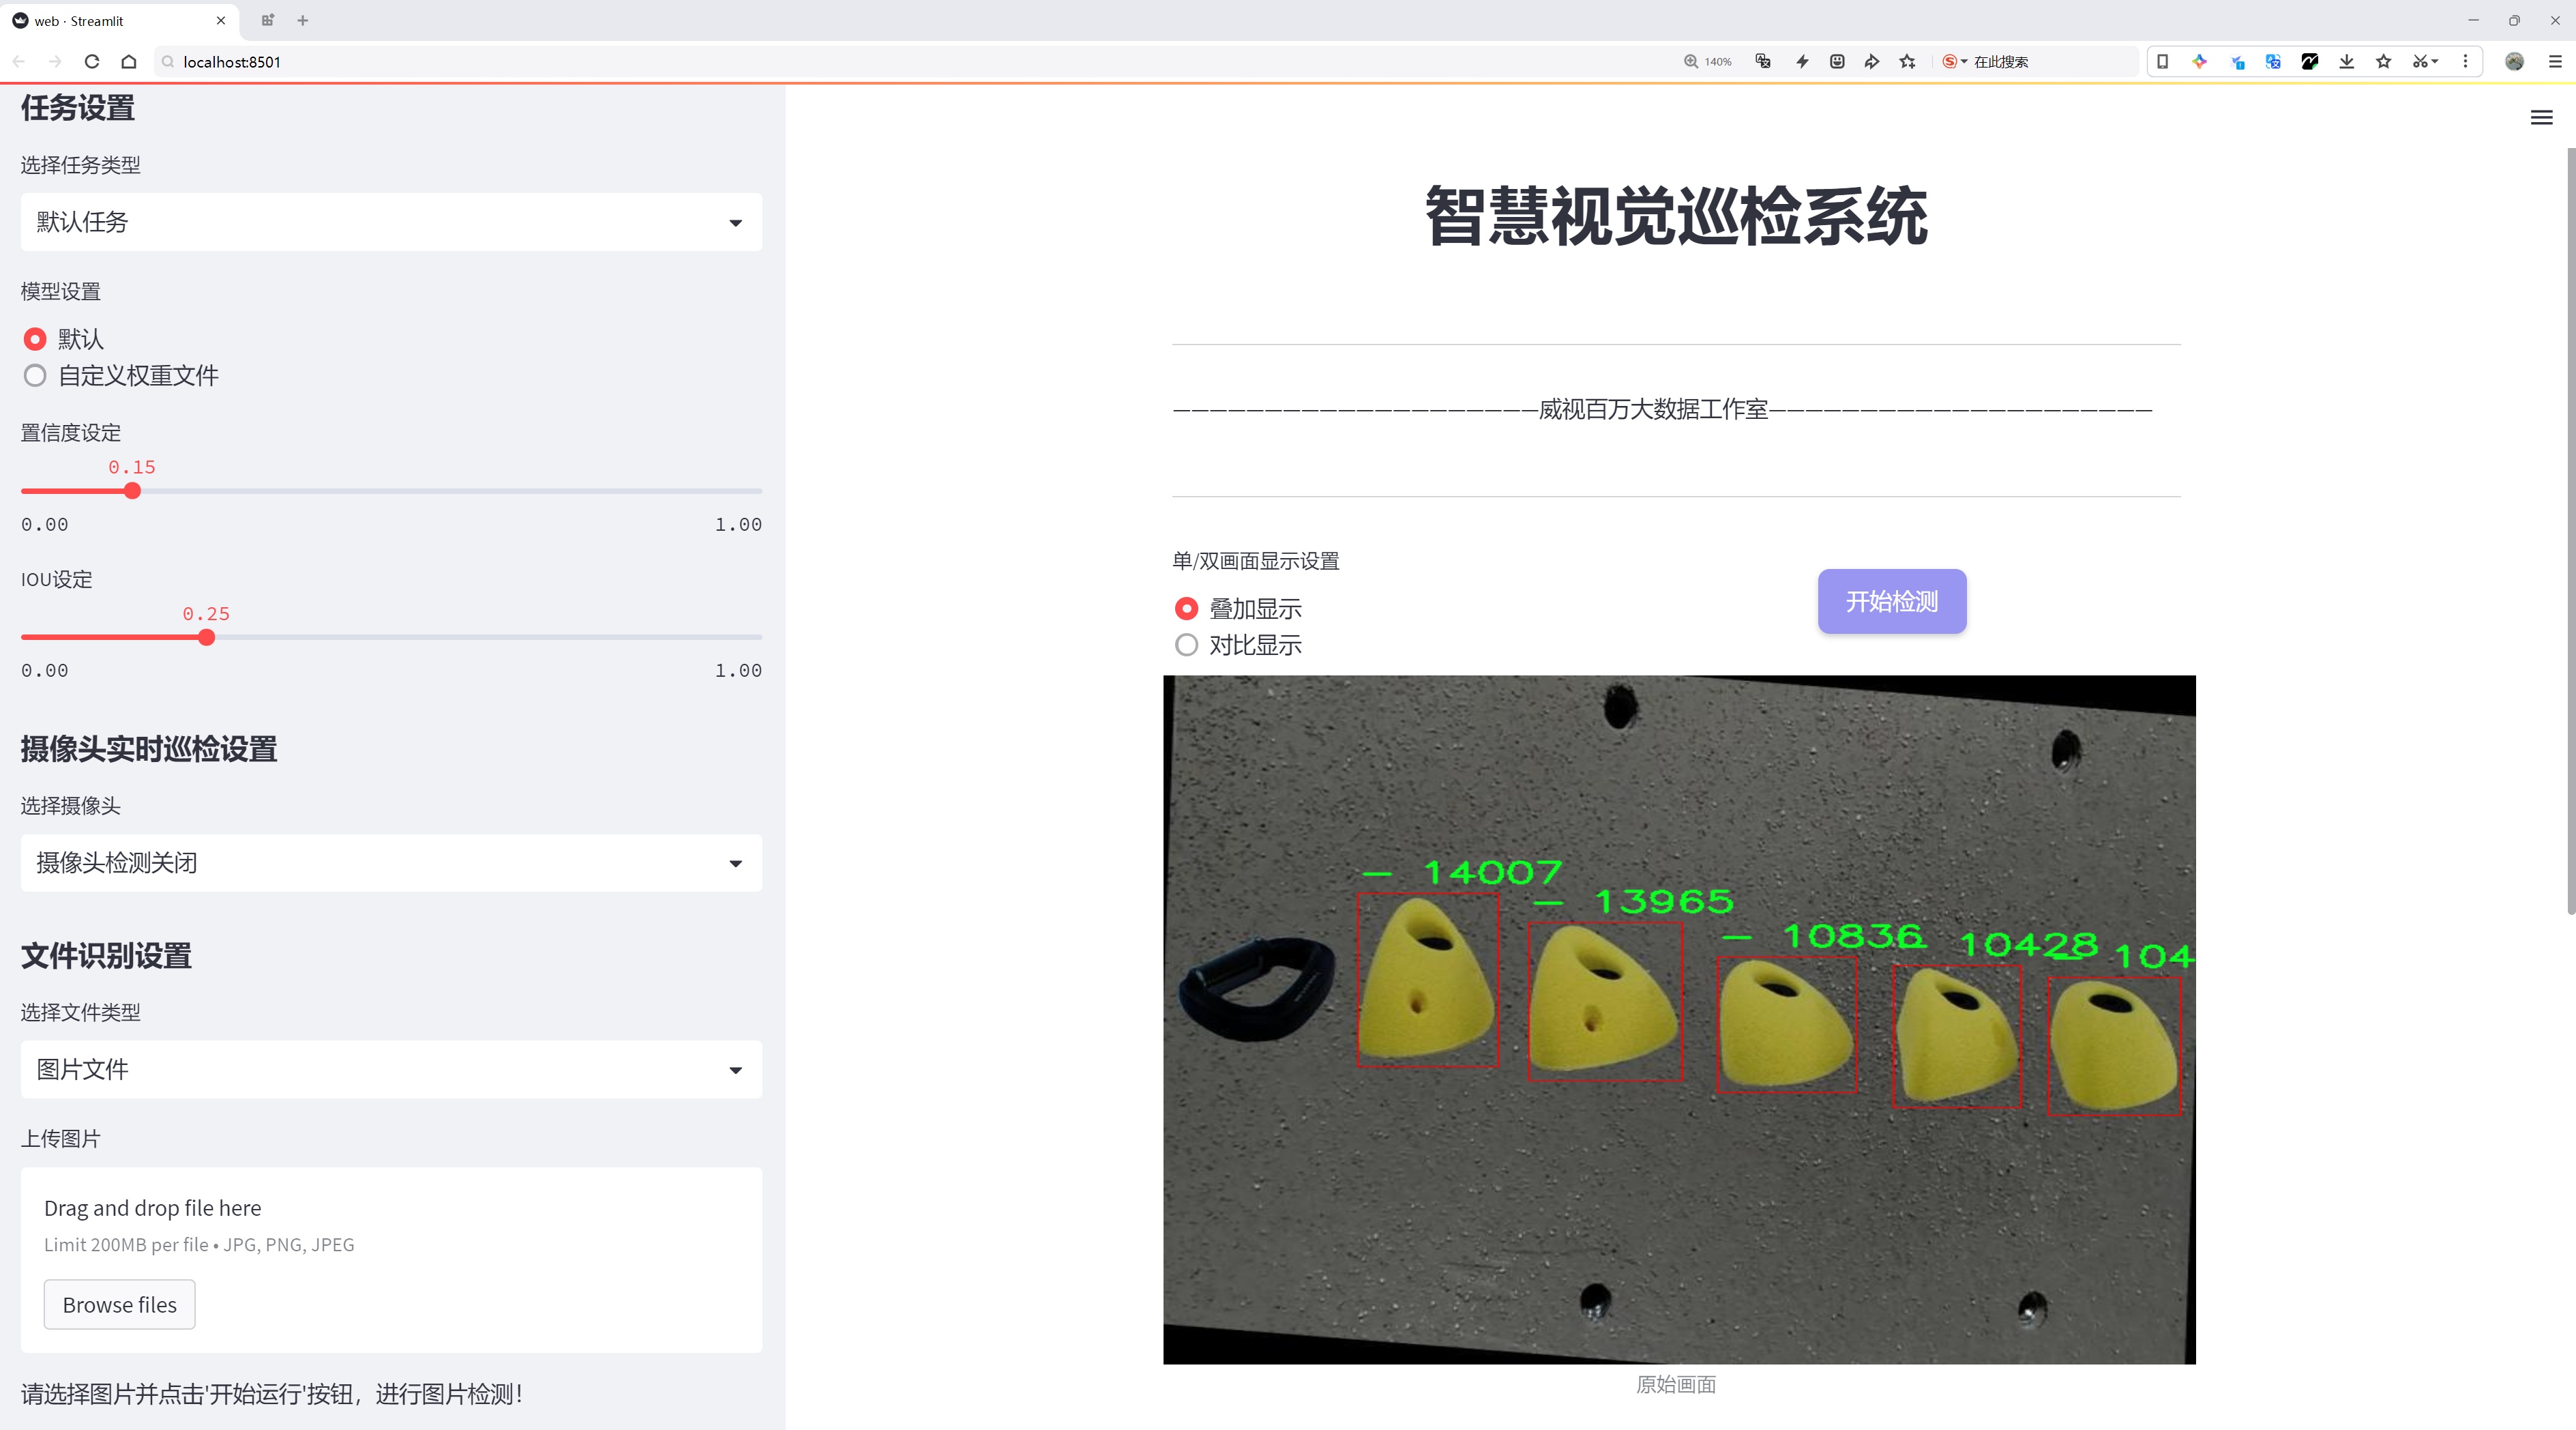 web · Streamlit
localhost:8501
140%
在此搜索
任务设置
选择任务类型
默认任务
模型设置
默认
自定义权重文件
置信度设定
0.15
0.00 1.00
IOU设定
0.25
0.00 1.00
摄像头实时巡检设置
选择摄像头
摄像头检测关闭
文件识别设置
选择文件类型
图片文件
上传图片
Drag and drop file here
Limit 200MB per file • JPG, PNG, JPEG
Browse files
请选择图片并点击'开始运行'按钮，进行图片检测！
智慧视觉巡检系统
————————————————————威视百万大数据工作室—————————————————————
单/双画面显示设置
叠加显示
对比显示
开始检测
— 14007
— 13965
— 10836
— 10428
— 104
原始画面